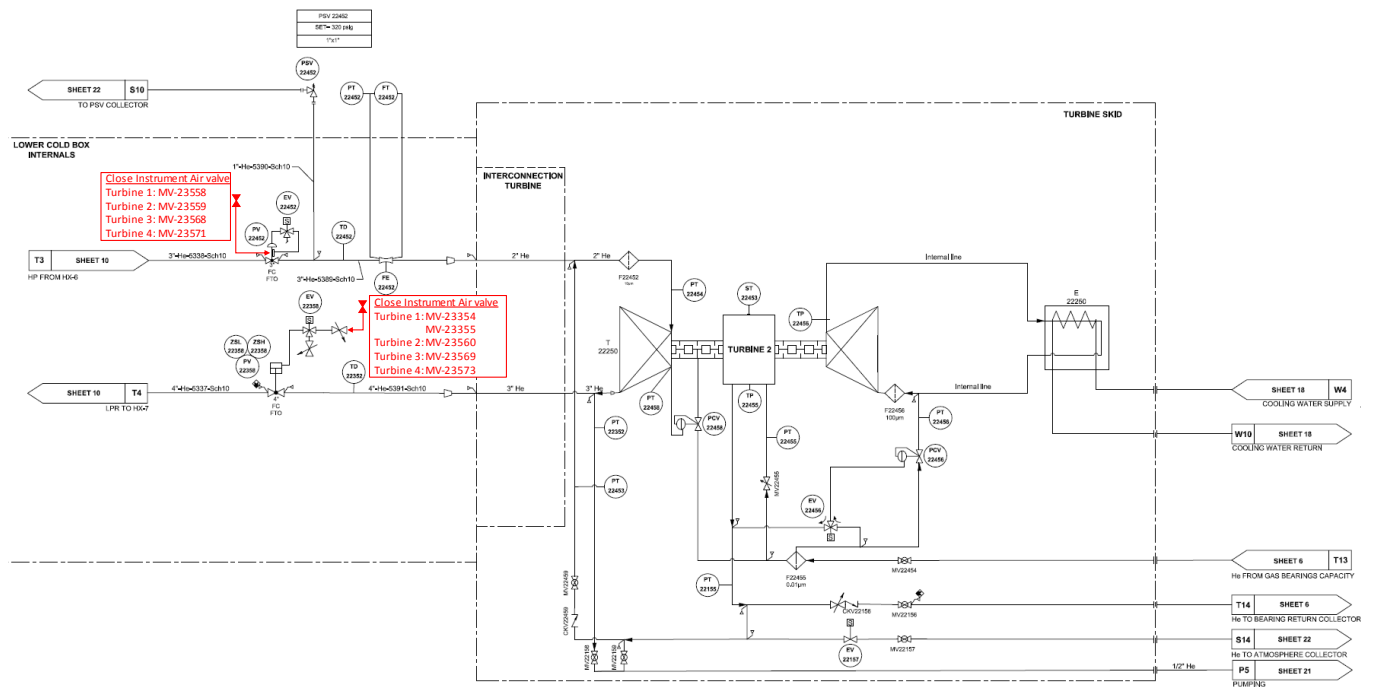 PSV 22452
SET= 320 psig
1"x1"
PSV
22452
SHEET 22
S10
TO PSV COLLECTOR
PT
22452
FT
22452
TURBINE SKID
LOWER COLD BOX
INTERNALS
1"-He-5390-Sch10
INTERCONNECTION
TURBINE
Close Instrument Air valve
Turbine 1: MV-23558
Turbine 2: MV-23559
Turbine 3: MV-23568
Turbine 4: MV-23571
EV
22452
S
PV
22452
TD
22452
T3
SHEET 10
HP FROM HX-6
3"-He-5338-Sch10
FC
FTO
3"-He-5389-Sch10
FE
22452
2" He
2" He
F22452
PT
22454
ST
22453
Internal line
E
22250
TP
22456
EV
22358
S
Close Instrument Air valve
Turbine 1: MV-23354
MV-23355
Turbine 2: MV-23560
Turbine 3: MV-23569
Turbine 4: MV-23573
T
22250
TURBINE 2
ZSL
22358
ZSH
22358
PV
22358
TD
22352
SHEET 10
T4
LPR TO HX-7
4"-He-5337-Sch10
4"
FC
FTO
4"-He-5391-Sch10
3" He
3" He
PT
22458
TP
22455
Internal line
F22456
100µm
SHEET 18
W4
COOLING WATER SUPPLY
PT
22352
PCV
22458
PT
22455
PT
22456
W10
SHEET 18
COOLING WATER RETURN
PCV
22456
PT
22453
MV22456
EV
22456
S
PT
22155
F22455
0.01µm
MV22454
SHEET 6
T13
He FROM GAS BEARINGS CAPACITY
MV22459
CKV22459
CKV22156
MV22156
T14
SHEET 6
He TO BEARING RETURN COLLECTOR
S
EV
22157
MV22157
S14
SHEET 22
He TO ATMOSPHERE COLLECTOR
MV22158
MV22159
1/2" He
P5
SHEET 21
PUMPING